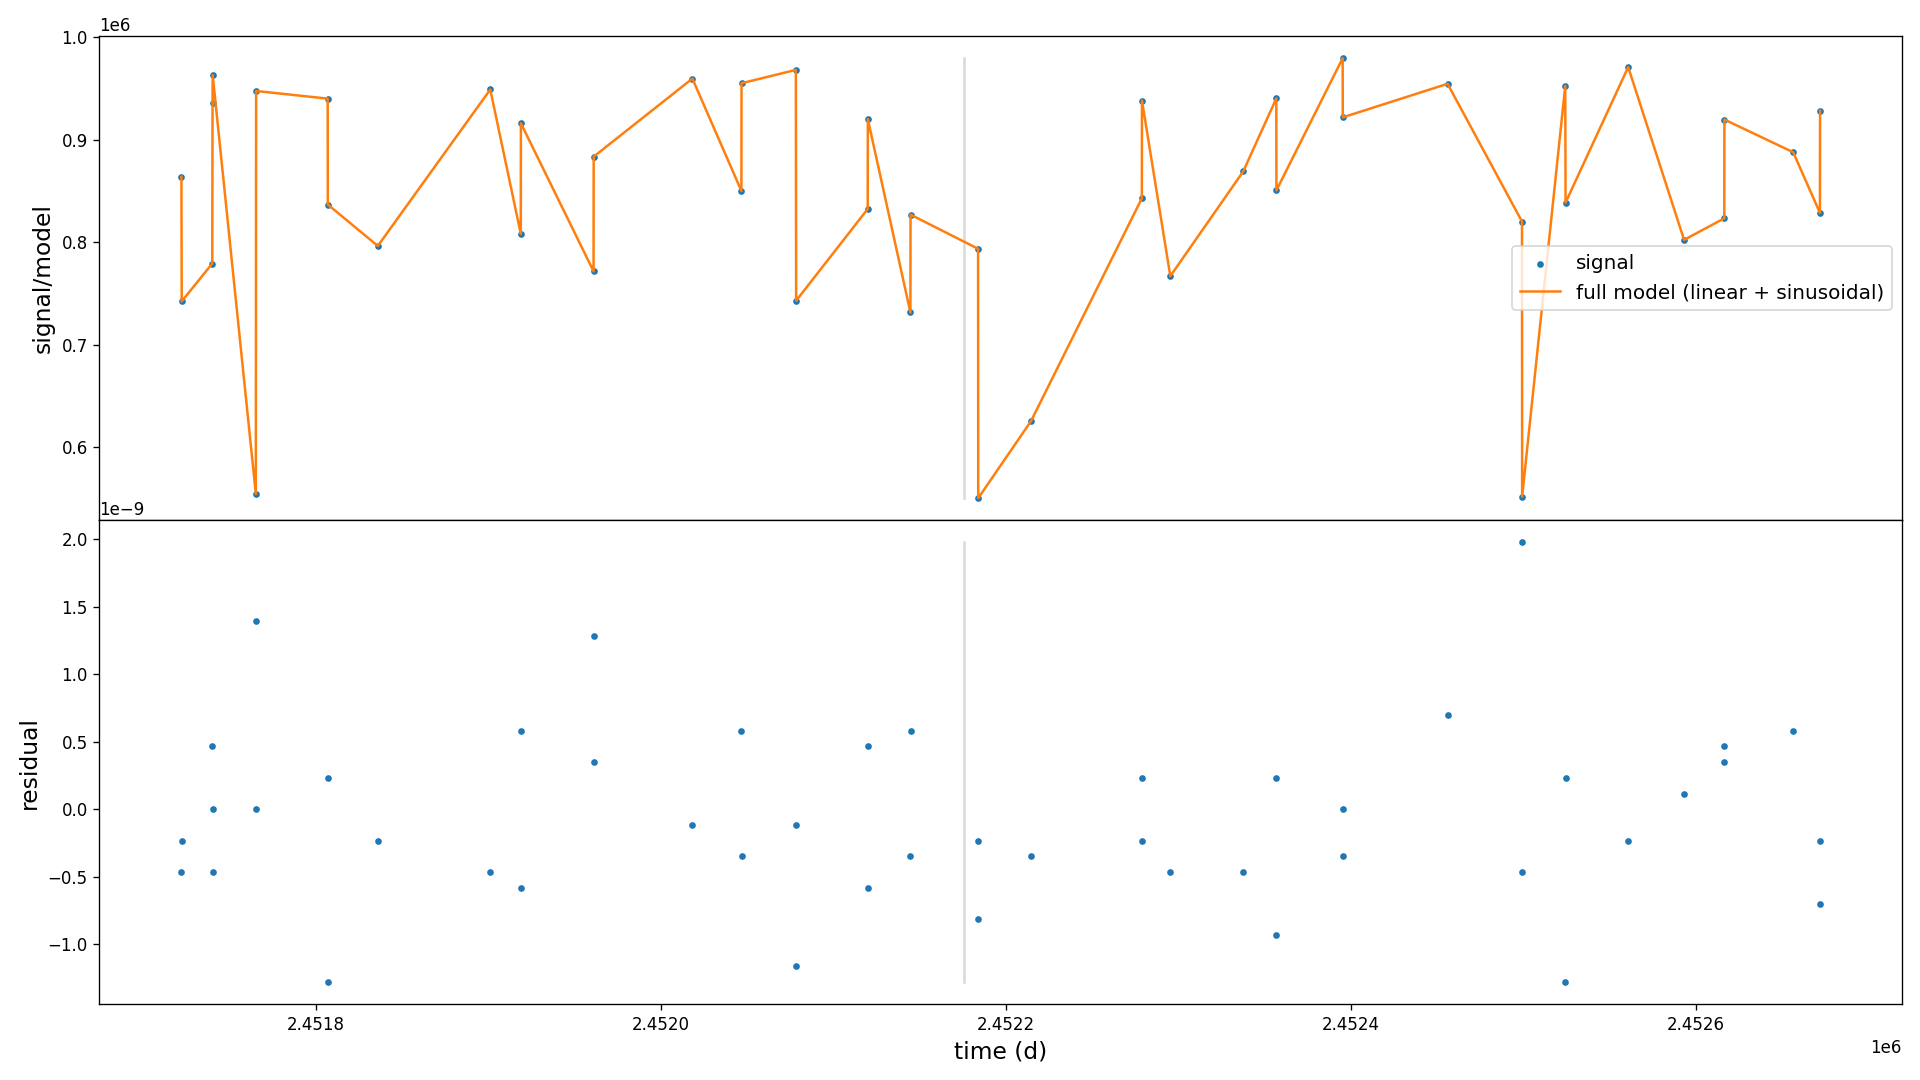 1e6
1.0
0.9
0.8
0.7
0.6
signal/model
signal
full model (linear + sinusoidal)
1e−9
2.0
1.5
1.0
0.5
0.0
−0.5
−1.0
residual
2.4518
2.4520
2.4522
2.4524
2.4526
1e6
time (d)